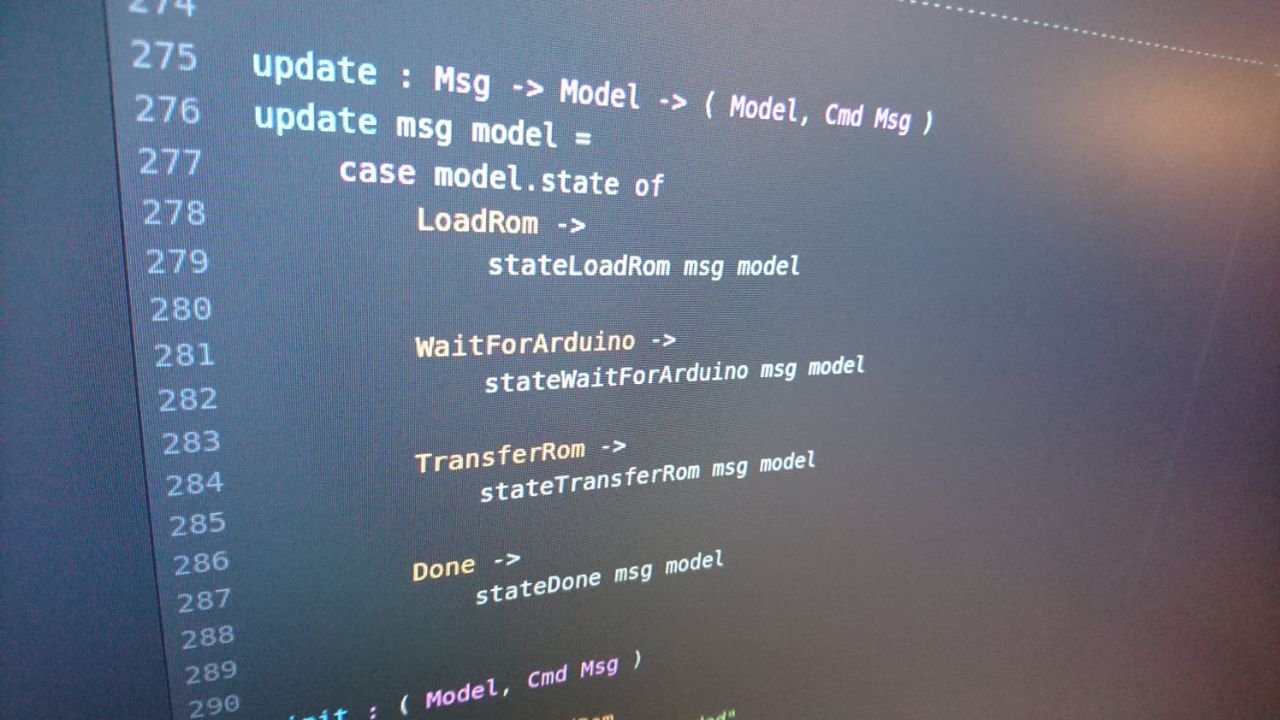 274
275 update : Msg -> Model -> ( Model, Cmd Msg )
276 update msg model =
277 case model.state of
278 LoadRom ->
279 stateLoadRom msg model
280
281 WaitForArduino ->
282 stateWaitForArduino msg model
283
284 TransferRom ->
285 stateTransferRom msg model
286
287 Done ->
288 stateDone msg model
289
290 : ( Model, Cmd Msg )